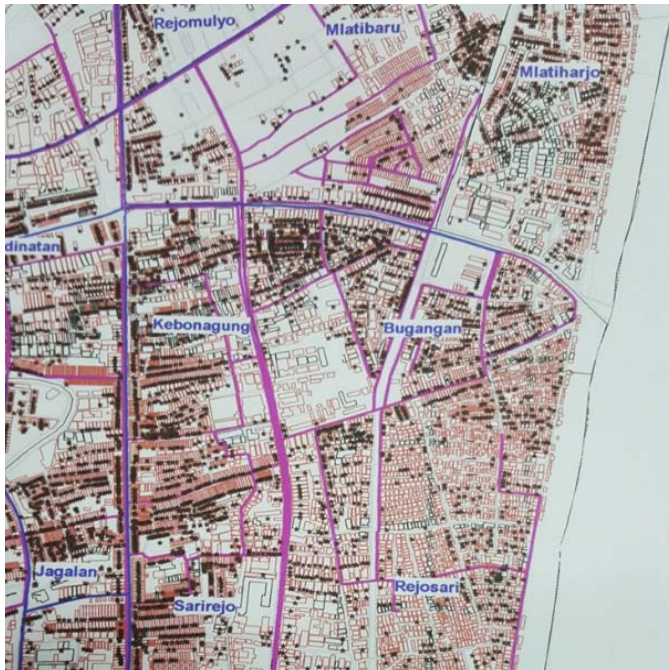 Rejomulyo
Mlatibaru
Mlatiharjo
dinatan
Kebonagung
Bugangan
Jagalan
Sarirejo
Rejosari